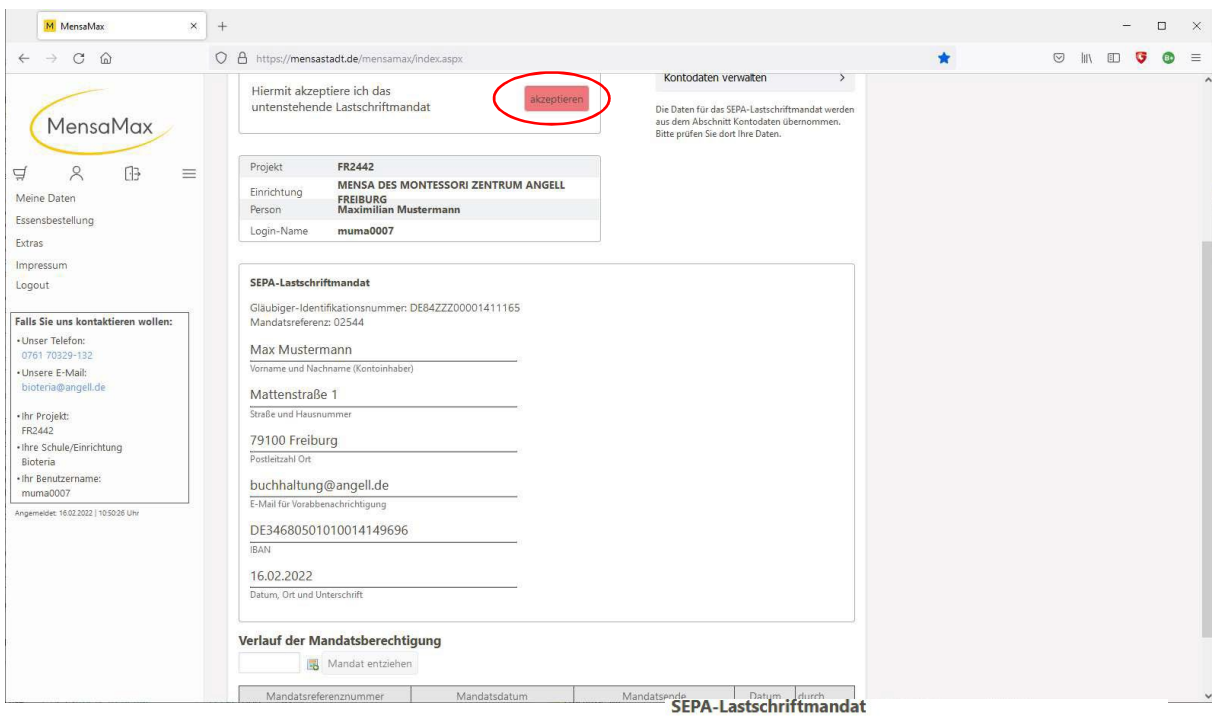 MensaMax
https://mensastadt.de/mensamax/index.aspx
MensaMax
Meine Daten
Essensbestellung
Extras
Impressum
Logout
Falls Sie uns kontaktieren wollen:
•Unser Telefon:
0761 70329-132
•Unsere E-Mail:
bioteria@angell.de
•Ihr Projekt:
FR2442
•Ihre Schule/Einrichtung
Bioteria
•Ihr Benutzername:
muma0007
Angemeldet: 16.02.2022 | 10:50:26 Uhr
Hiermit akzeptiere ich das
untenstehende Lastschriftmandat
akzeptieren
Kontodaten verwalten
Die Daten für das SEPA-Lastschriftmandat werden
aus dem Abschnitt Kontodaten übernommen.
Bitte prüfen Sie dort Ihre Daten.
Projekt FR2442
Einrichtung MENSA DES MONTESSORI ZENTRUM ANGELL
FREIBURG
Person Maximilian Mustermann
Login-Name muma0007
SEPA-Lastschriftmandat
Gläubiger-Identifikationsnummer: DE84ZZZ00001411165
Mandatsreferenz: 02544
Max Mustermann
Vorname und Nachname (Kontoinhaber)
Mattenstraße 1
Straße und Hausnummer
79100 Freiburg
Postleitzahl Ort
buchhaltung@angell.de
E-Mail für Vorabbenachrichtigung
DE34680501010014149696
IBAN
16.02.2022
Datum, Ort und Unterschrift
Verlauf der Mandatsberechtigung
Mandat entziehen
Mandatsreferenznummer Mandatsdatum Mandatsende Datum durch
SEPA-Lastschriftmandat